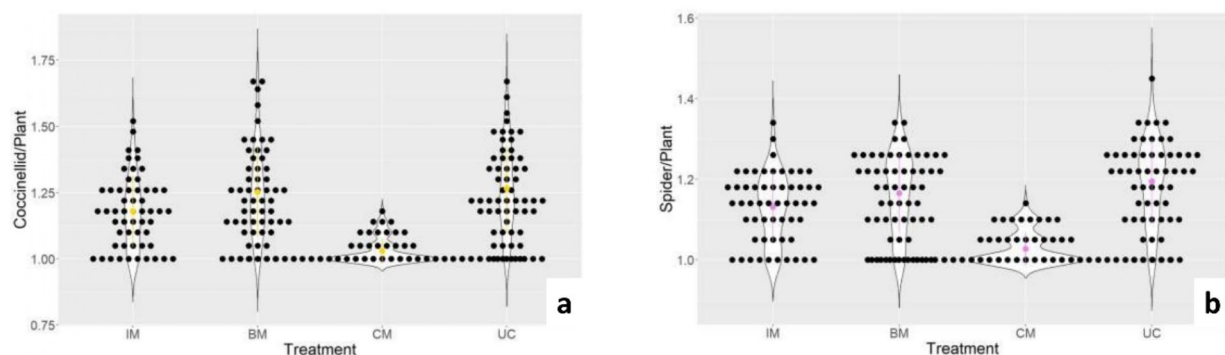 Coccinellid/Plant
1.75
1.50
1.25
1.00
0.75
IM
BM
CM
UC
Treatment
a
Spider/Plant
1.6
1.4
1.2
1.0
IM
BM
CM
UC
Treatment
b